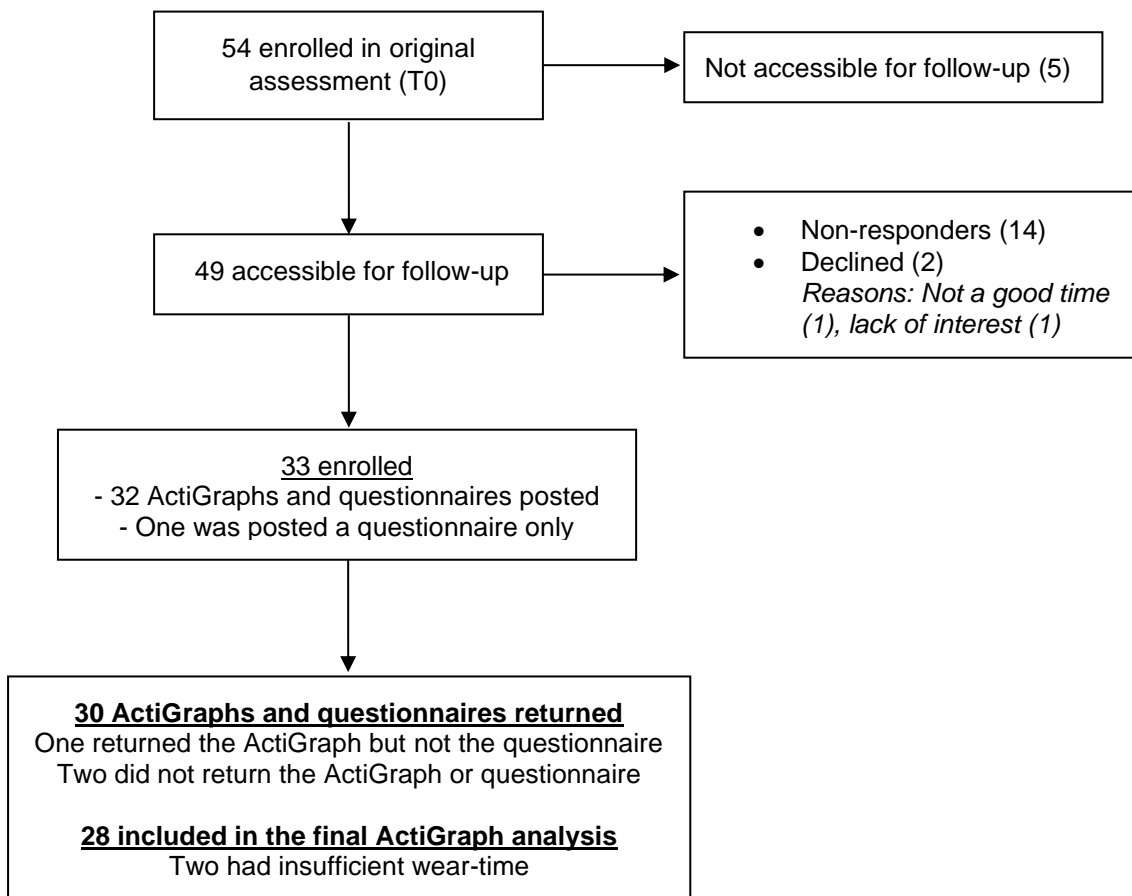 54 enrolled in original
assessment (T0)
Not accessible for follow-up (5)
49 accessible for follow-up
• Non-responders (14)
• Declined (2)
Reasons: Not a good time
(1), lack of interest (1)
33 enrolled
- 32 ActiGraphs and questionnaires posted
- One was posted a questionnaire only
30 ActiGraphs and questionnaires returned
One returned the ActiGraph but not the questionnaire
Two did not return the ActiGraph or questionnaire
28 included in the final ActiGraph analysis
Two had insufficient wear-time